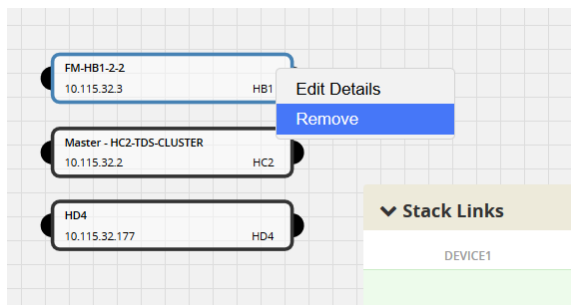 FM-HB1-2-2
10.115.32.3 HB1
Edit Details
Remove
Master - HC2-TDS-CLUSTER
10.115.32.2 HC2
HD4
10.115.32.177 HD4
Stack Links
DEVICE1